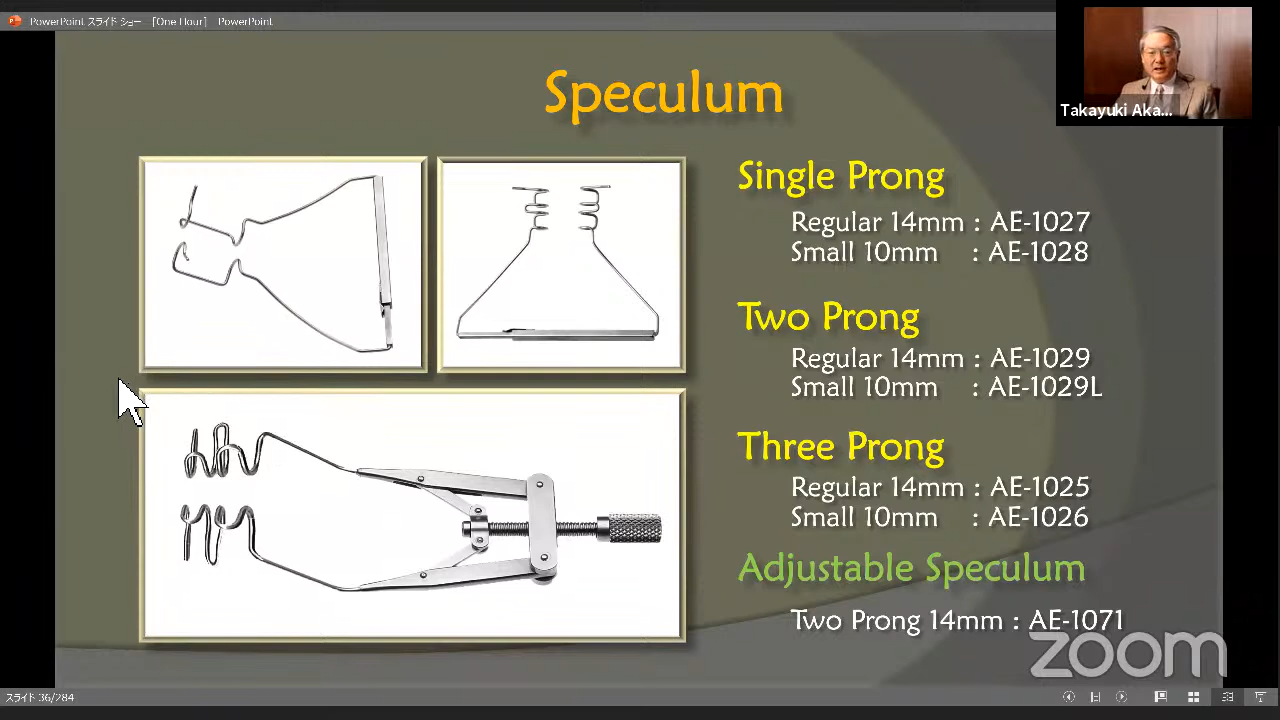 PowerPoint スライド ショー - [One Hour] - PowerPoint
Takayuki Aka...
Speculum
Single Prong
Regular 14mm : AE-1027
Small 10mm : AE-1028
Two Prong
Regular 14mm : AE-1029
Small 10mm : AE-1029L
Three Prong
Regular 14mm : AE-1025
Small 10mm : AE-1026
Adjustable Speculum
Two Prong 14mm : AE-1071
zoom
スライド 36/284